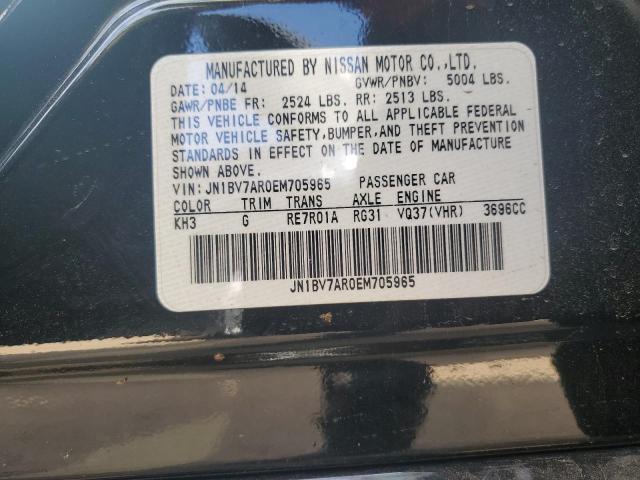 MANUFACTURED BY NISSAN MOTOR CO.,LTD.
DATE: 04/14 GVWR/PNBV: 5004 LBS.
GAWR/PNBE FR: 2524 LBS. RR: 2513 LBS.
THIS VEHICLE CONFORMS TO ALL APPLICABLE FEDERAL
MOTOR VEHICLE SAFETY,BUMPER,AND THEFT PREVENTION
STANDARDS IN EFFECT ON THE DATE OF MANUFACTURE
SHOWN ABOVE.
VIN: JN1BV7AR0EM705965 PASSENGER CAR
COLOR TRIM TRANS AXLE ENGINE
KH3 G RE7R01A RG31 VQ37(VHR) 3696CC
JN1BV7AR0EM705965